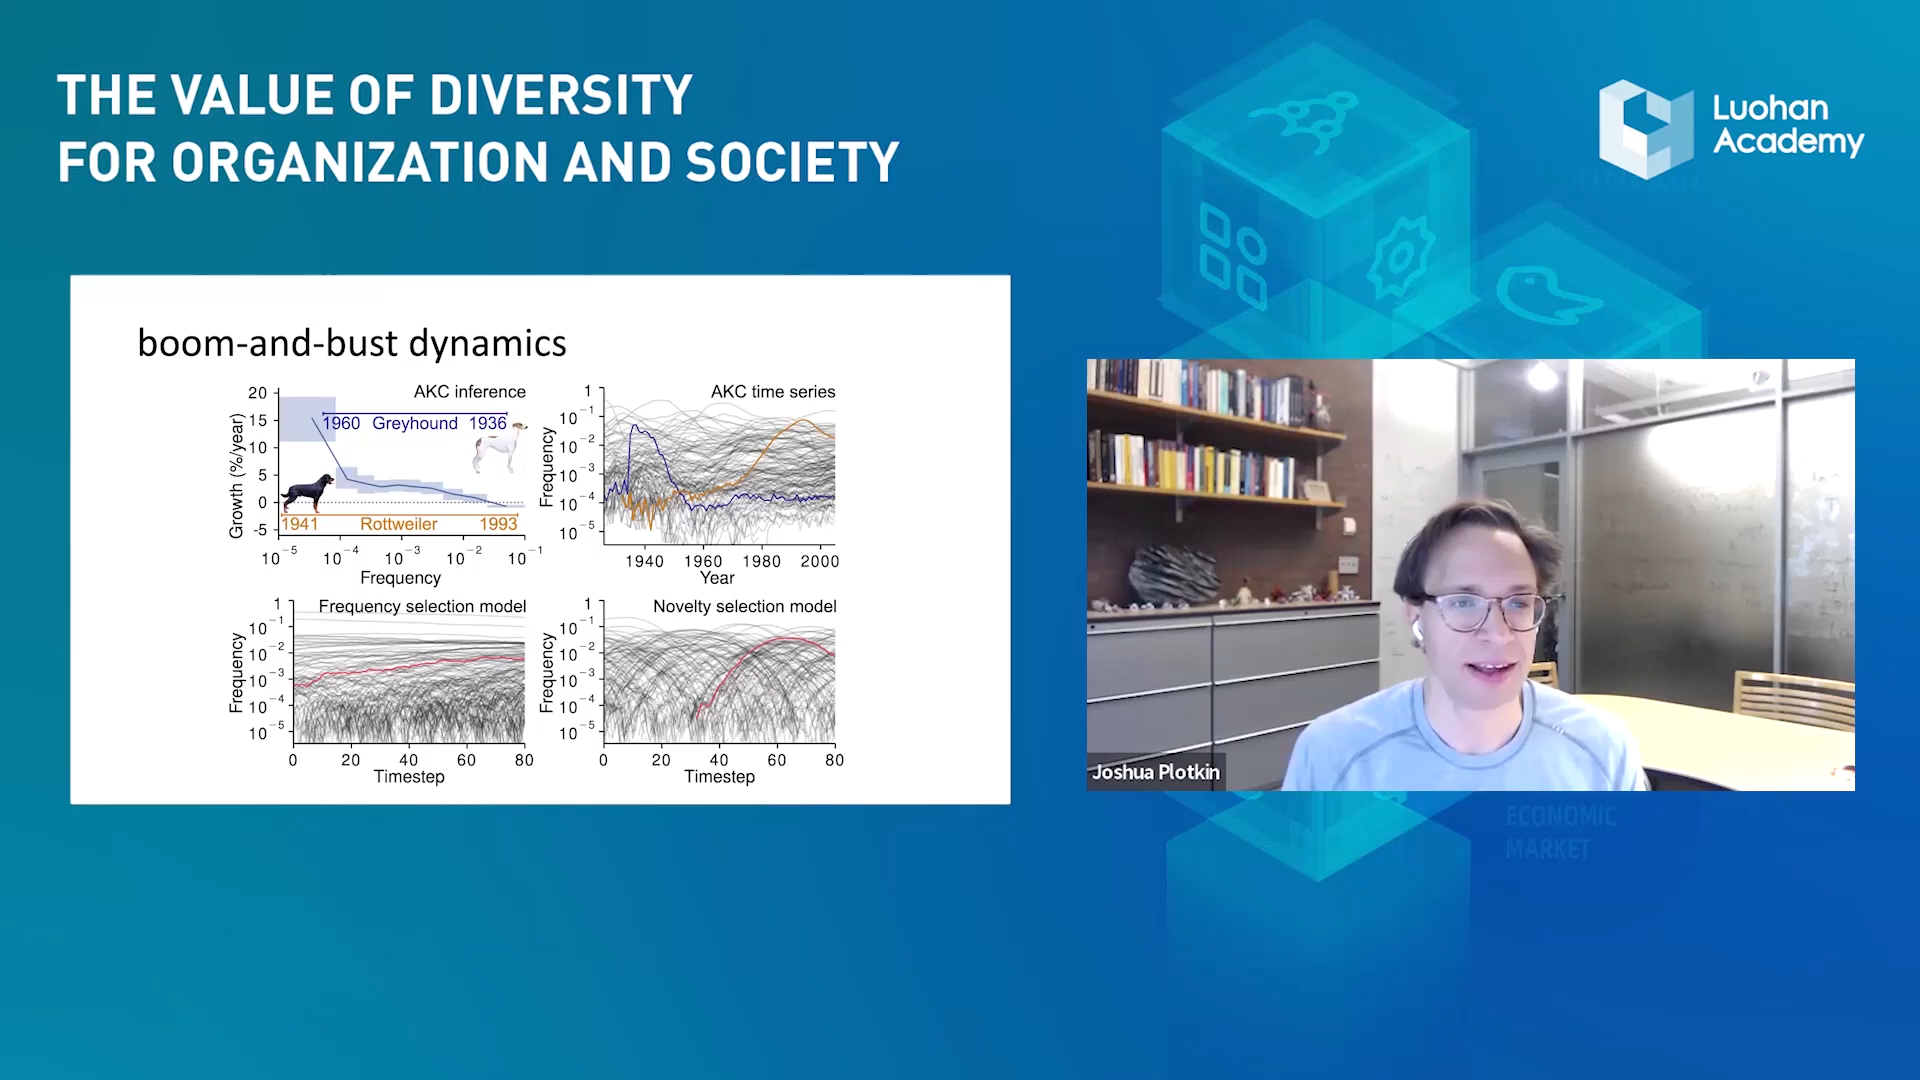 THE VALUE OF DIVERSITY
FOR ORGANIZATION AND SOCIETY
Luohan
Academy
boom-and-bust dynamics
AKC inference
20
15
10
5
0
-5
Growth (%/year)
1960 Greyhound 1936
1941 Rottweiler 1993
10⁻⁵ 10⁻⁴ 10⁻³ 10⁻² 10⁻¹
Frequency
AKC time series
1
10⁻¹
10⁻²
10⁻³
10⁻⁴
10⁻⁵
Frequency
1940 1960 1980 2000
Year
Frequency selection model
1
10⁻¹
10⁻²
10⁻³
10⁻⁴
10⁻⁵
Frequency
0 20 40 60 80
Timestep
Novelty selection model
1
10⁻¹
10⁻²
10⁻³
10⁻⁴
10⁻⁵
Frequency
0 20 40 60 80
Timestep
Joshua Plotkin
ECONOMIC
MARKET